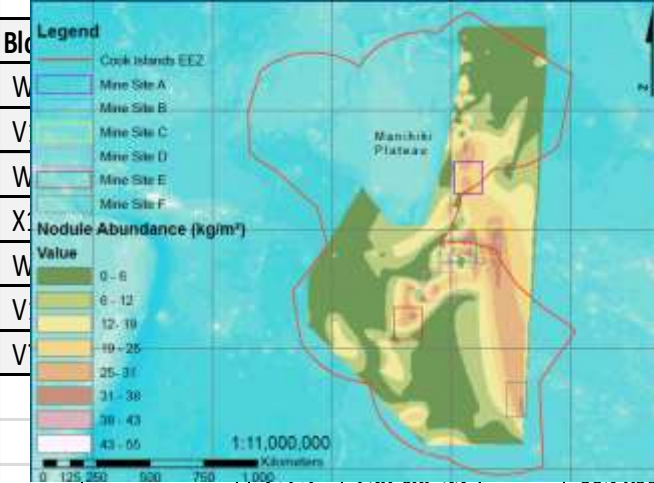 Legend
Cook Islands EEZ
Mine Site A
Mine Site B
Mine Site C
Mine Site D
Mine Site E
Mine Site F
Nodule Abundance (kg/m²)
Value
0 - 6
6 - 12
12 - 19
19 - 25
25 - 31
31 - 38
38 - 43
43 - 55
1:11,000,000
Kilometers
0 125 250 500 750 1,000
Manihiki
Plateau
N
W
V
W
X
W
V
V